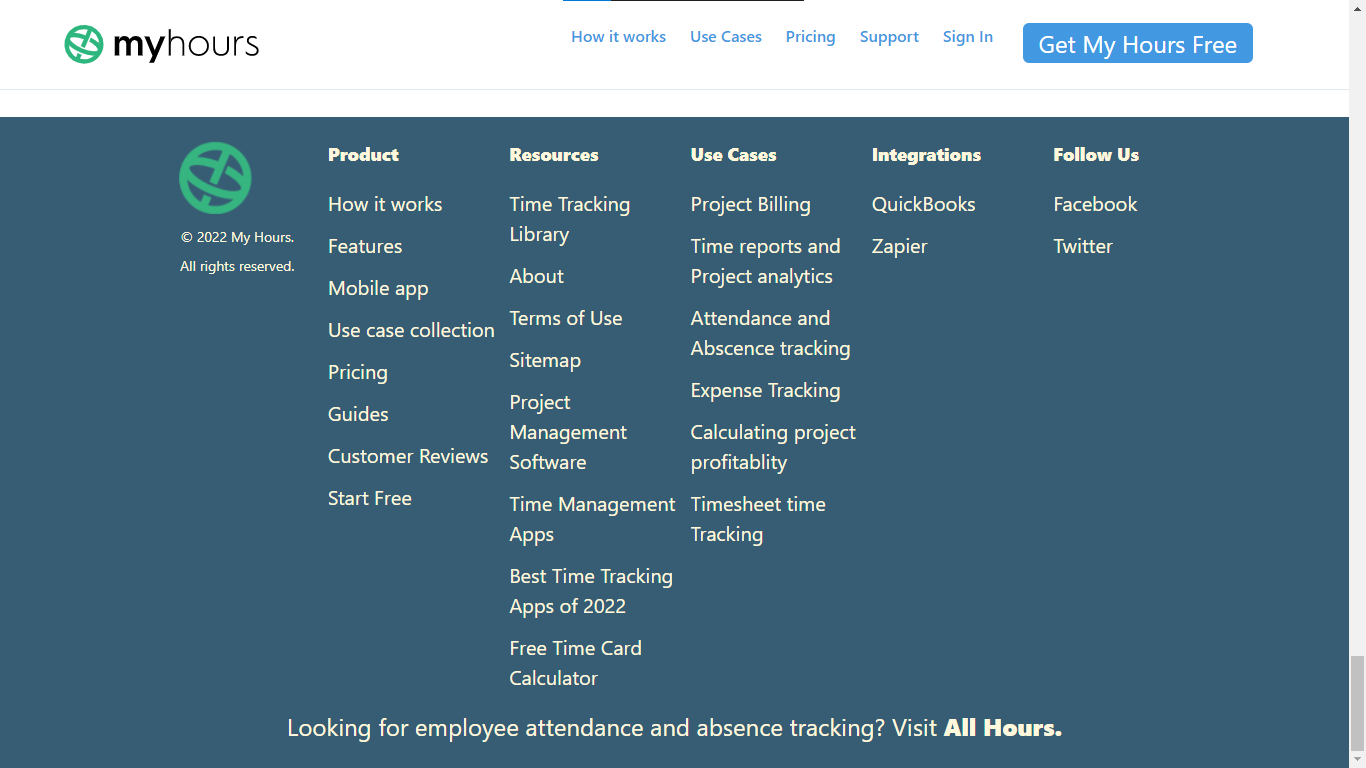 myhours
How it works
Use Cases
Pricing
Support
Sign In
Get My Hours Free
© 2022 My Hours.
All rights reserved.
Product
How it works
Features
Mobile app
Use case collection
Pricing
Guides
Customer Reviews
Start Free
Resources
Time Tracking
Library
About
Terms of Use
Sitemap
Project
Management
Software
Time Management
Apps
Best Time Tracking
Apps of 2022
Free Time Card
Calculator
Use Cases
Project Billing
Time reports and
Project analytics
Attendance and
Abscence tracking
Expense Tracking
Calculating project
profitablity
Timesheet time
Tracking
Integrations
QuickBooks
Zapier
Follow Us
Facebook
Twitter
Looking for employee attendance and absence tracking? Visit All Hours.